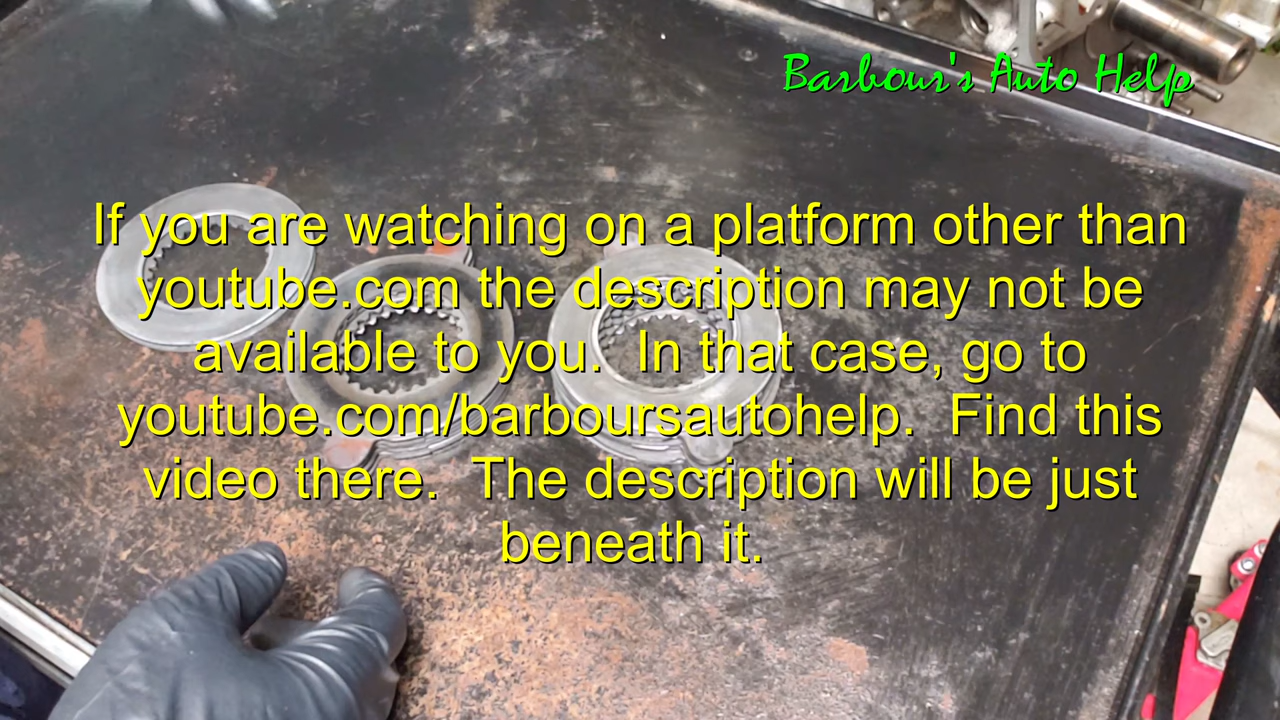 Barbour's Auto Help
If you are watching on a platform other than
youtube.com the description may not be
available to you.  In that case, go to
youtube.com/barboursautohelp.  Find this
video there.  The description will be just
beneath it.